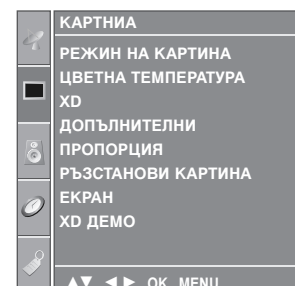 КАРТНИА
РЕЖИН НА КАРТИНА
ЦВЕТНА ТЕМПЕРАТУРА
XD
ДОПЪЛНИТЕЛНИ
ПРОПОРЦИЯ
РЪЗСТАНОВИ КАРТИНА
ЕКРАН
XD ДЕМО
▲▼ ◄► OK MENU